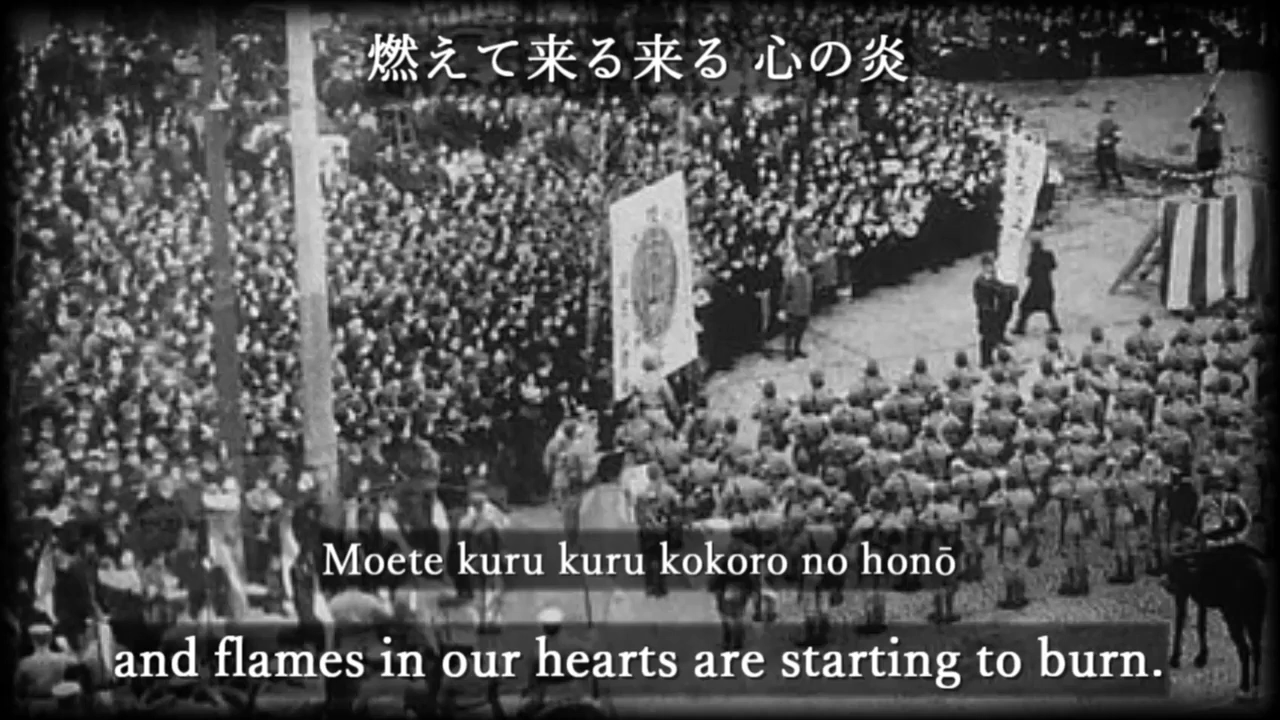 燃えて来る来る 心の炎
Moete kuru kuru kokoro no honō
and flames in our hearts are starting to burn.